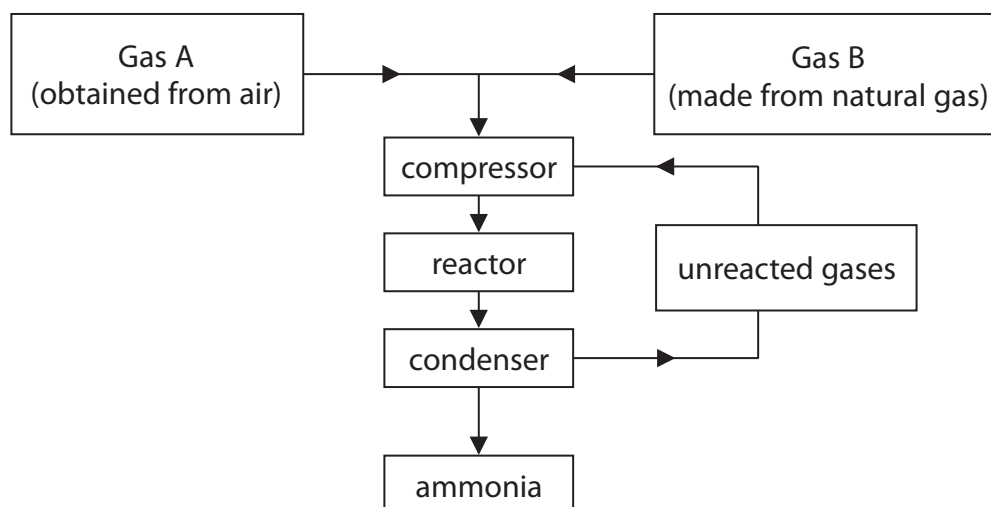 Gas A
(obtained from air)
Gas B
(made from natural gas)
compressor
reactor
unreacted gases
condenser
ammonia